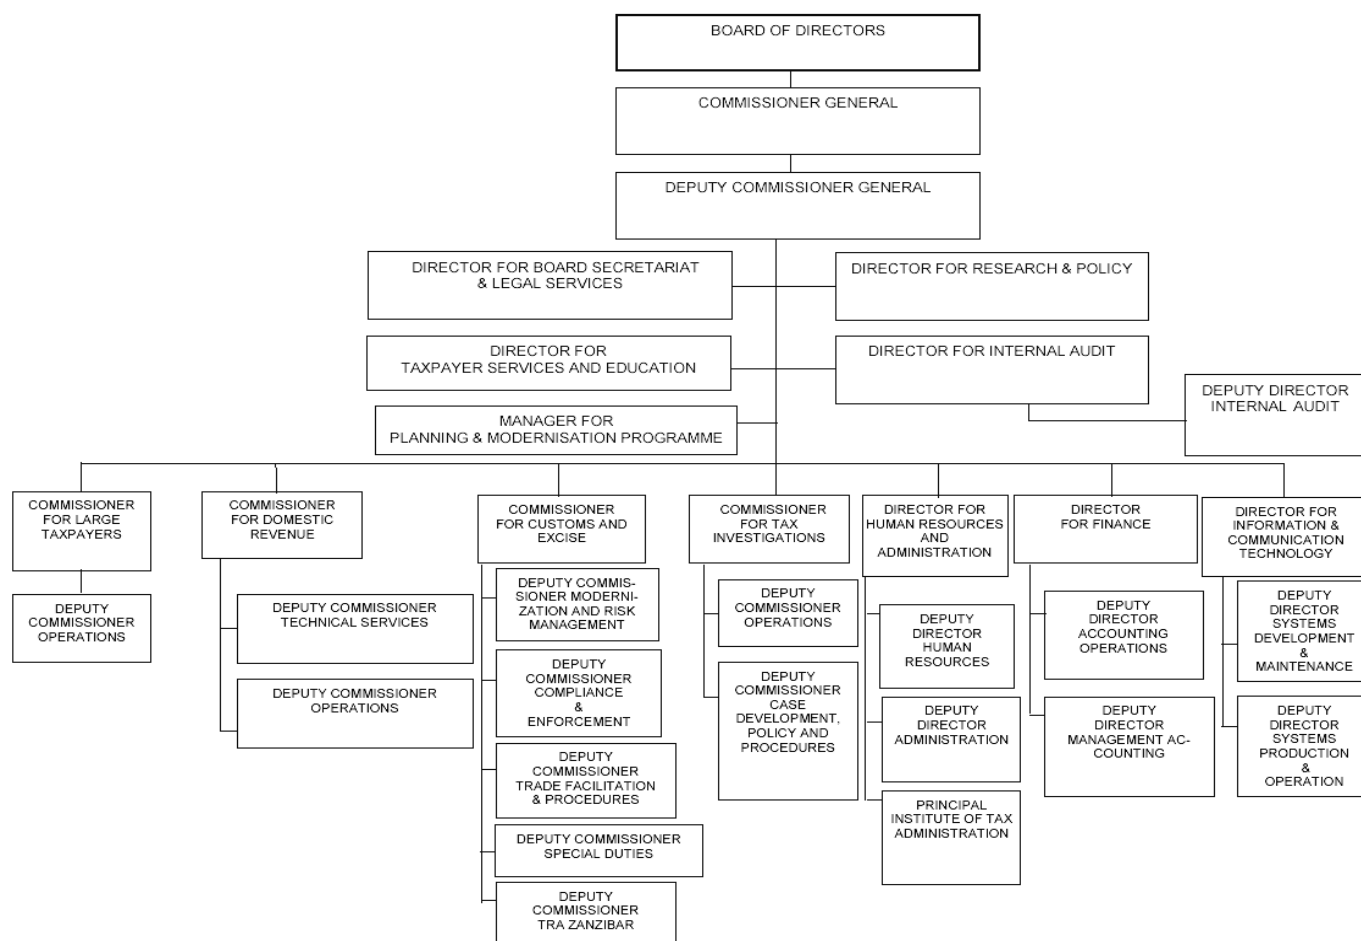 BOARD OF DIRECTORS
COMMISSIONER GENERAL
DEPUTY COMMISSIONER GENERAL
DIRECTOR FOR BOARD SECRETARIAT
& LEGAL SERVICES
DIRECTOR FOR RESEARCH & POLICY
DIRECTOR FOR
TAXPAYER SERVICES AND EDUCATION
DIRECTOR FOR INTERNAL AUDIT
DEPUTY DIRECTOR
INTERNAL AUDIT
MANAGER FOR
PLANNING & MODERNISATION PROGRAMME
COMMISSIONER
FOR LARGE
TAXPAYERS
DEPUTY
COMMISSIONER
OPERATIONS
COMMISSIONER
FOR DOMESTIC
REVENUE
DEPUTY COMMISSIONER
TECHNICAL SERVICES
DEPUTY COMMISSIONER
OPERATIONS
COMMISSIONER
FOR CUSTOMS AND
EXCISE
DEPUTY COMMIS-
SIONER MODERNI-
ZATION AND RISK
MANAGEMENT
DEPUTY
COMMISSIONER
COMPLIANCE
&
ENFORCEMENT
DEPUTY
COMMISSIONER
TRADE FACILITATION
& PROCEDURES
DEPUTY COMMISSIONER
SPECIAL DUTIES
DEPUTY
COMMISSIONER
TRA ZANZIBAR
COMMISSIONER
FOR TAX
INVESTIGATIONS
DEPUTY
COMMISSIONER
OPERATIONS
DEPUTY
COMMISSIONER
CASE
DEVELOPMENT,
POLICY AND
PROCEDURES
DIRECTOR FOR
HUMAN RESOURCES
AND
ADMINISTRATION
DEPUTY
DIRECTOR
HUMAN
RESOURCES
DEPUTY
DIRECTOR
ADMINISTRATION
PRINCIPAL
INSTITUTE OF TAX
ADMINISTRATION
DIRECTOR
FOR FINANCE
DEPUTY
DIRECTOR
ACCOUNTING
OPERATIONS
DEPUTY
DIRECTOR
MANAGEMENT AC-
COUNTING
DIRECTOR FOR
INFORMATION &
COMMUNICATION
TECHNOLOGY
DEPUTY
DIRECTOR
SYSTEMS
DEVELOPMENT
&
MAINTENANCE
DEPUTY
DIRECTOR
SYSTEMS
PRODUCTION
&
OPERATION